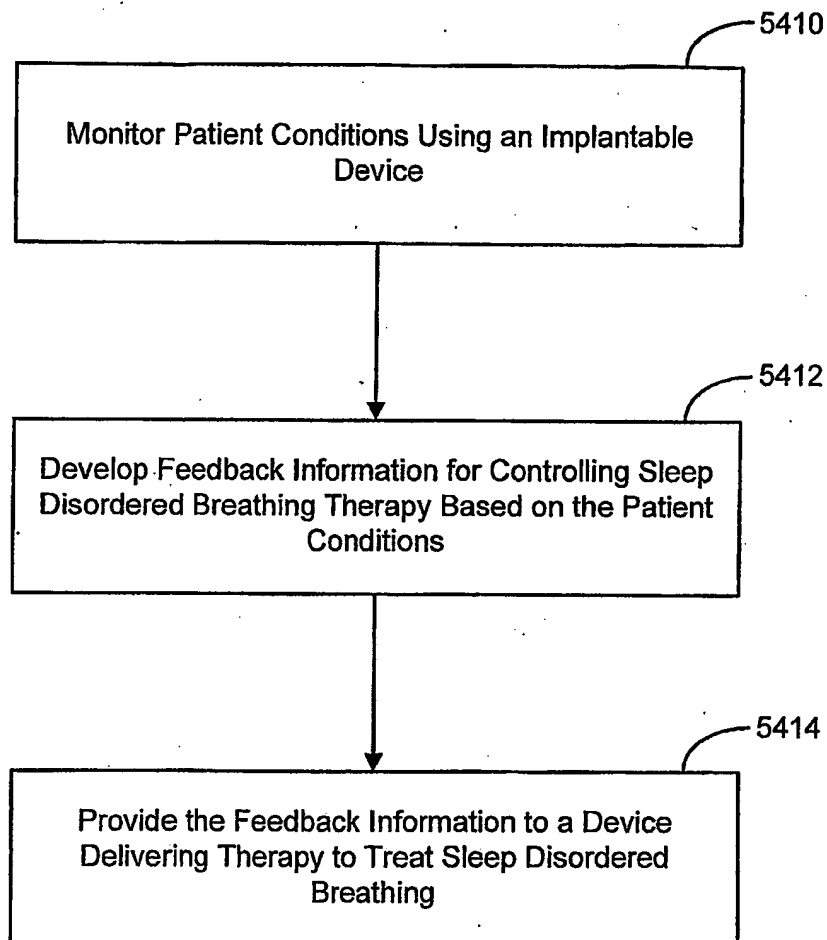 5410
Monitor Patient Conditions Using an Implantable
Device
5412
Develop Feedback Information for Controlling Sleep
Disordered Breathing Therapy Based on the Patient
Conditions
5414
Provide the Feedback Information to a Device
Delivering Therapy to Treat Sleep Disordered
Breathing